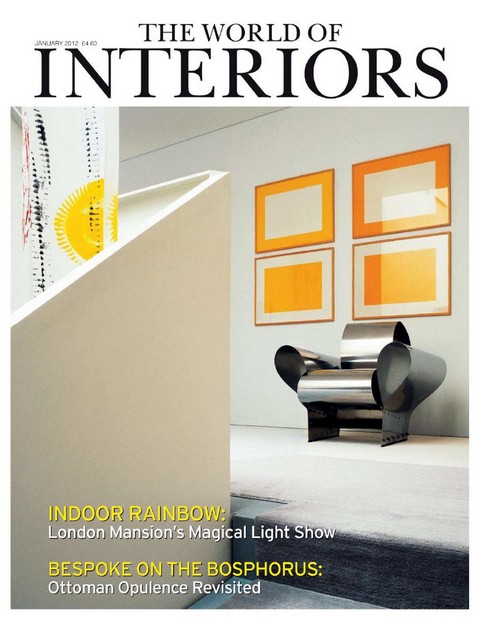 THE WORLD OF
JANUARY 2012 £4.60
INTERIORS
INDOOR RAINBOW:
London Mansion's Magical Light Show
BESPOKE ON THE BOSPHORUS:
Ottoman Opulence Revisited